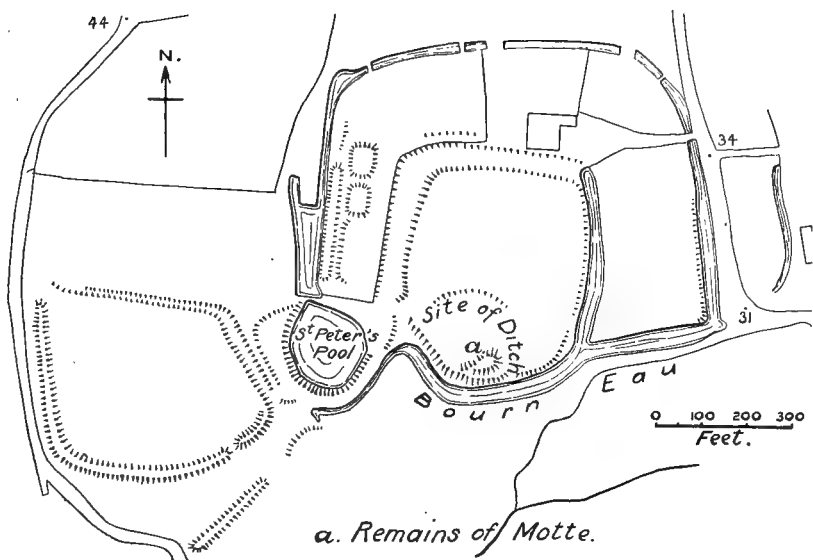 44
N.
34
31
St Peter's
Pool
Site of Ditch
a
Bourn Eau
0 100 200 300
Feet.
a. Remains of Motte.